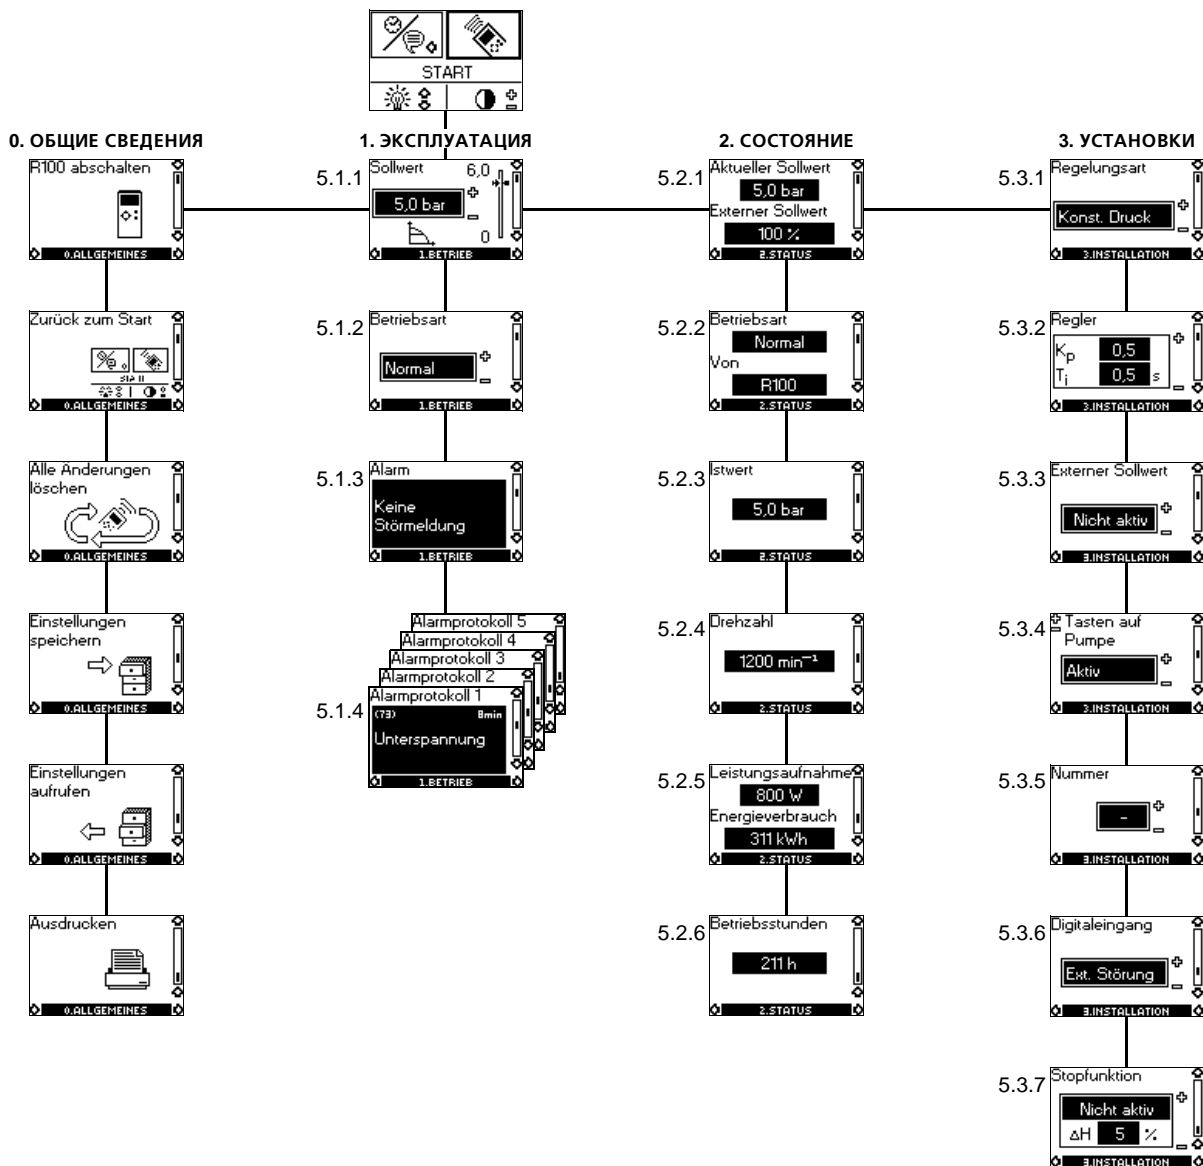 START
0. ОБЩИЕ СВЕДЕНИЯ
R100 abschalten
0.ALLGEMEINES
Zurück zum Start
START
0.ALLGEMEINES
Alle Änderungen
löschen
0.ALLGEMEINES
Einstellungen
speichern
0.ALLGEMEINES
Einstellungen
aufrufen
0.ALLGEMEINES
Ausdrucken
0.ALLGEMEINES
1. ЭКСПЛУАТАЦИЯ
5.1.1
Sollwert 6,0
5,0 bar
0
1.BETRIEB
5.1.2
Betriebsart
Normal
1.BETRIEB
5.1.3
Alarm
Keine
Störmeldung
1.BETRIEB
Alarmprotokoll 5
Alarmprotokoll 4
Alarmprotokoll 3
Alarmprotokoll 2
Alarmprotokoll 1
5.1.4
(73) 8min
Unterspannung
1.BETRIEB
2. СОСТОЯНИЕ
5.2.1
Aktueller Sollwert
5,0 bar
Externer Sollwert
100 %
2.STATUS
5.2.2
Betriebsart
Normal
Von
R100
2.STATUS
5.2.3
Istwert
5,0 bar
2.STATUS
5.2.4
Drehzahl
1200 min⁻¹
2.STATUS
5.2.5
Leistungsaufnahme
800 W
Energieverbrauch
311 kWh
2.STATUS
5.2.6
Betriebsstunden
211 h
2.STATUS
3. УСТАНОВКИ
5.3.1
Regelungsart
Konst. Druck
3.INSTALLATION
5.3.2
Regler
Kp 0,5
Ti 0,5 s
3.INSTALLATION
5.3.3
Externer Sollwert
Nicht aktiv
3.INSTALLATION
5.3.4
Tasten auf
Pumpe
Aktiv
3.INSTALLATION
5.3.5
Nummer
-
3.INSTALLATION
5.3.6
Digitaleingang
Ext. Störung
3.INSTALLATION
5.3.7
Stopfunktion
Nicht aktiv
ΔH 5 %
3.INSTALLATION